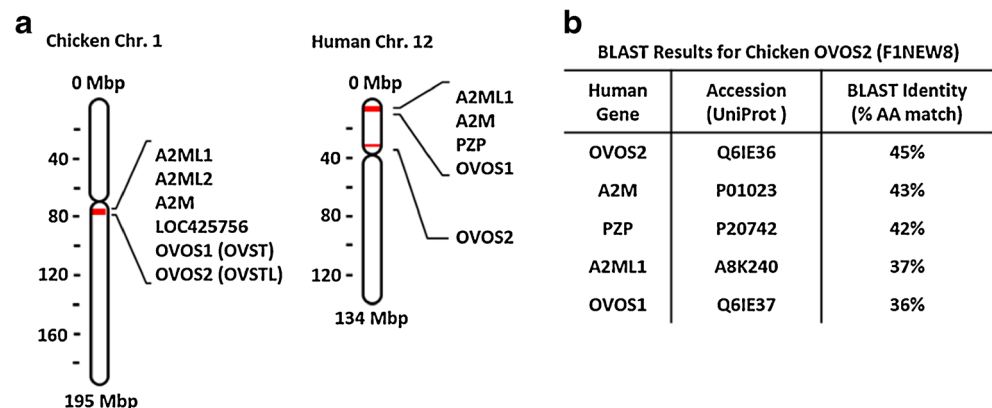 a
Chicken Chr. 1
0 Mbp
40
80
120
160
195 Mbp
A2ML1
A2ML2
A2M
LOC425756
OVOS1 (OVST)
OVOS2 (OVSTL)
Human Chr. 12
0 Mbp
40
80
120
134 Mbp
A2ML1
A2M
PZP
OVOS1
OVOS2
b
BLAST Results for Chicken OVOS2 (F1NEW8)
Human Gene | Accession (UniProt ) | BLAST Identity (% AA match)
OVOS2 Q6IE36 45%
A2M P01023 43%
PZP P20742 42%
A2ML1 A8K240 37%
OVOS1 Q6IE37 36%